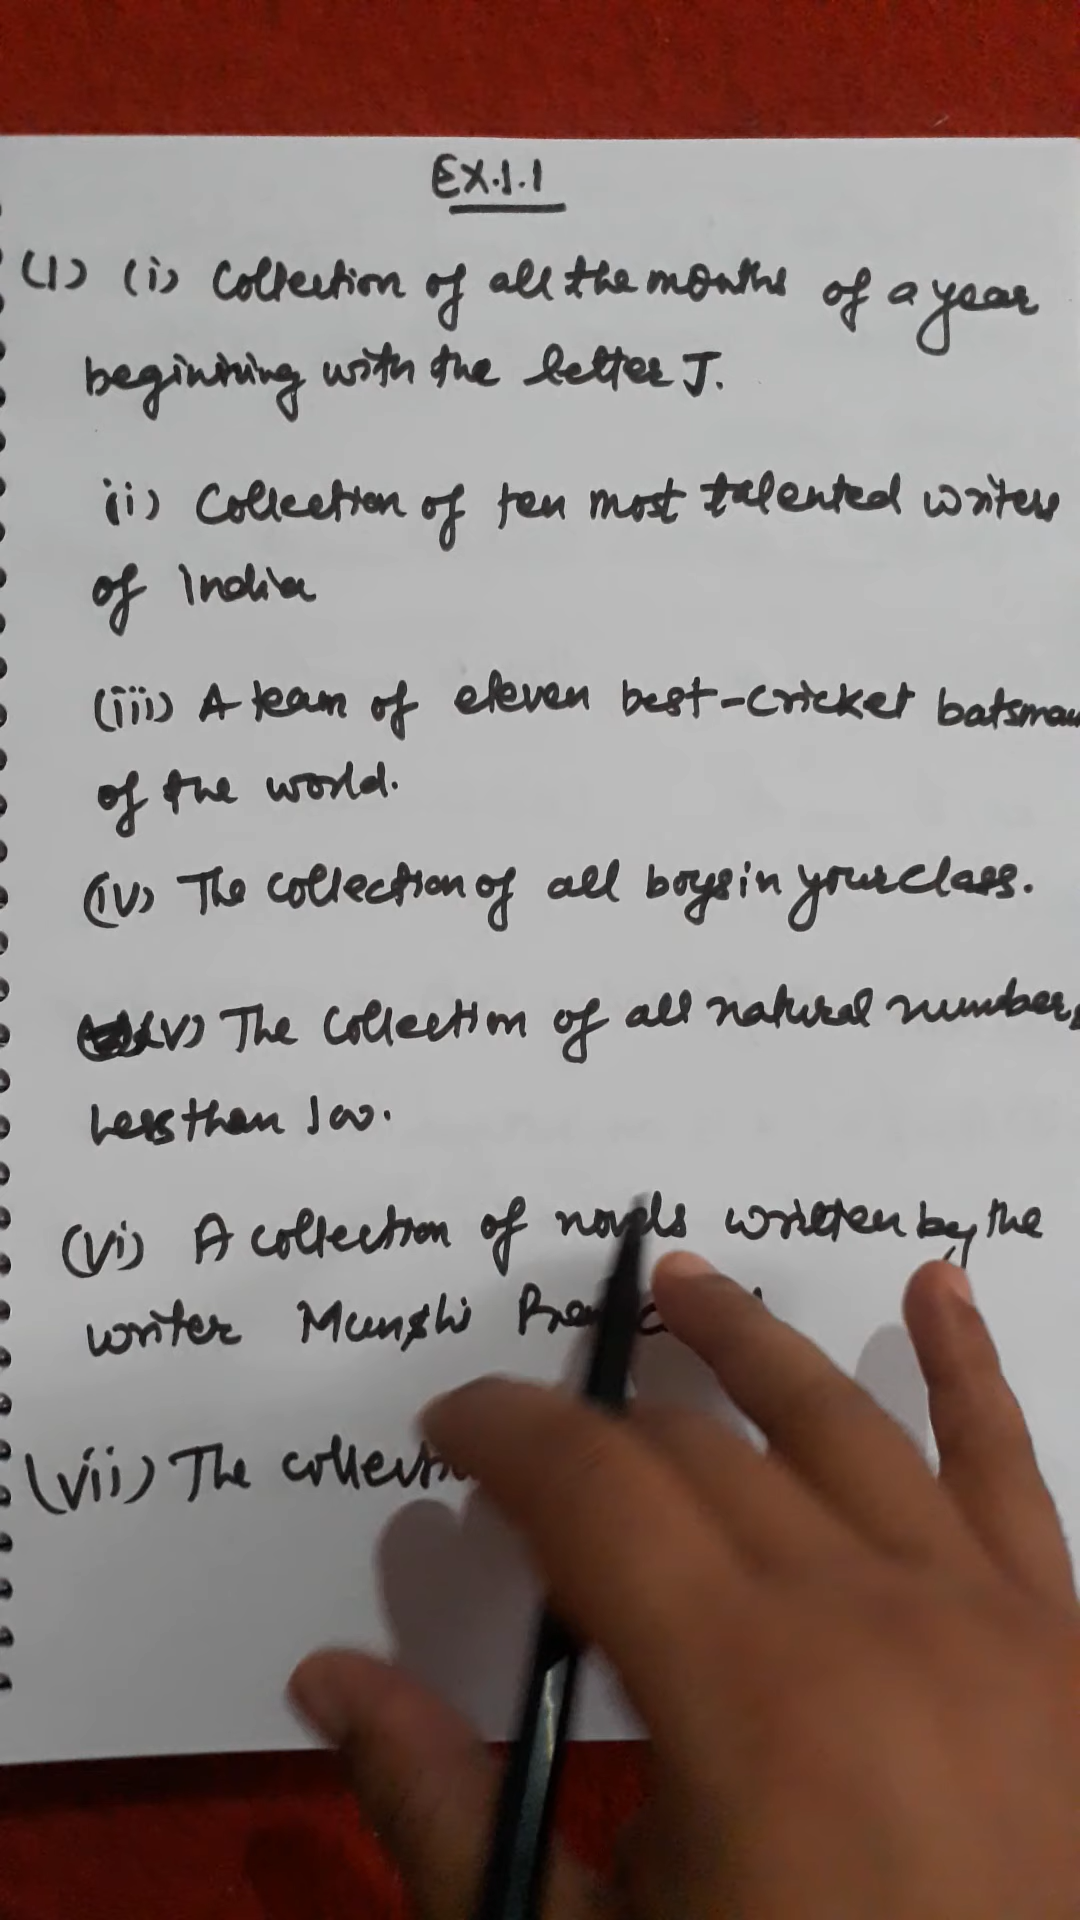 EX.1.1
(1) (i) Collection of all the months of a year
beginning with the letter J.
(ii) Collection of ten most talented writers
of India
(iii) A team of eleven best-cricket batsman
of the world.
(iv) The collection of all boys in your class.
(v) The collection of all natural numbers
less than 100.
(vi) A collection of novels written by the
writer Munshi
(vii) The